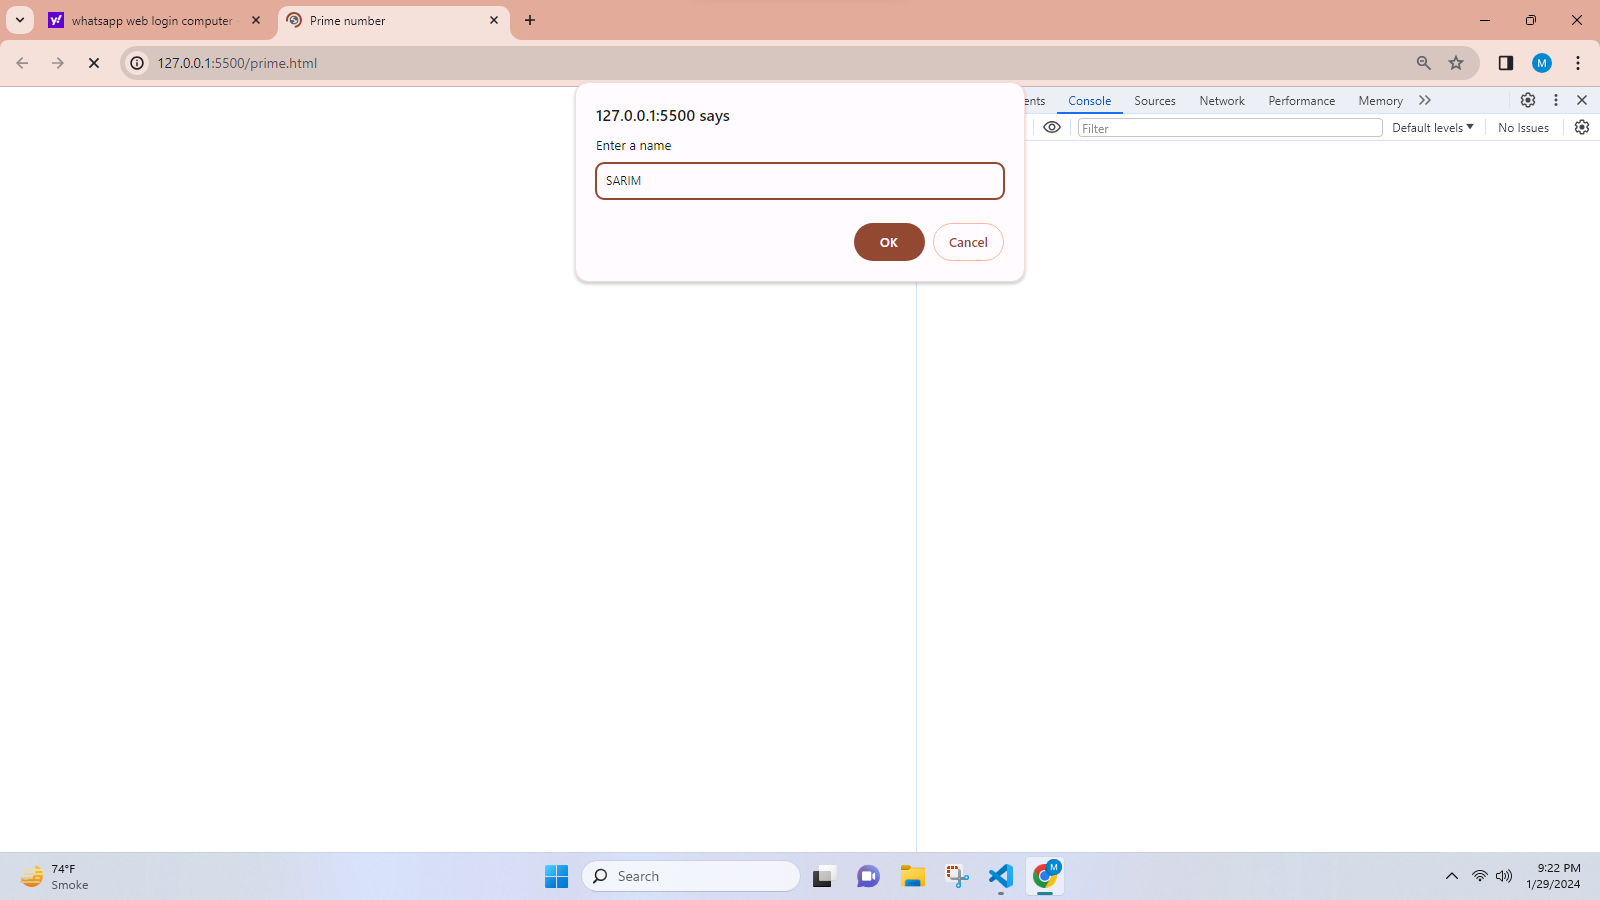 whatsapp web login computer
Prime number
127.0.0.1:5500/prime.html
M
127.0.0.1:5500 says
Enter a name
SARIM
OK
Cancel
ents
Console
Sources
Network
Performance
Memory
Filter
Default levels
No Issues
74°F
Smoke
Search
M
9:22 PM
1/29/2024